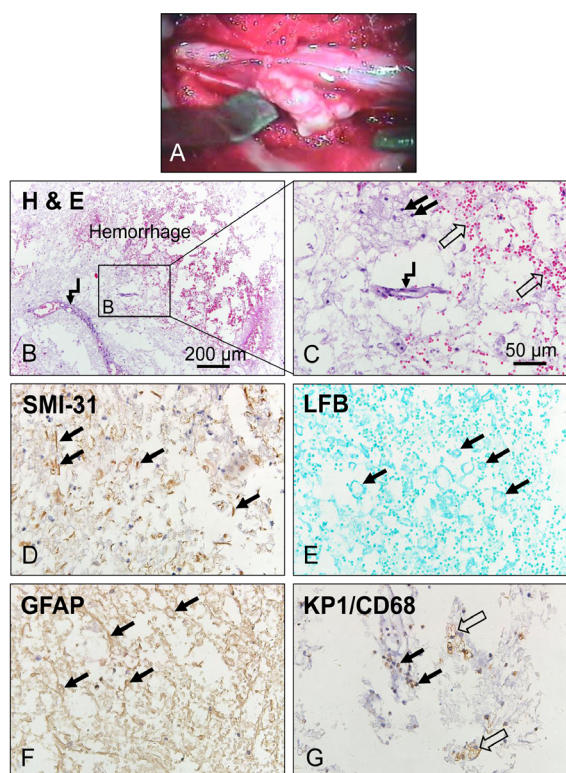 A
H & E
Hemorrhage
B
B
200 µm
C
50 µm
SMI-31
D
LFB
E
GFAP
F
KP1/CD68
G